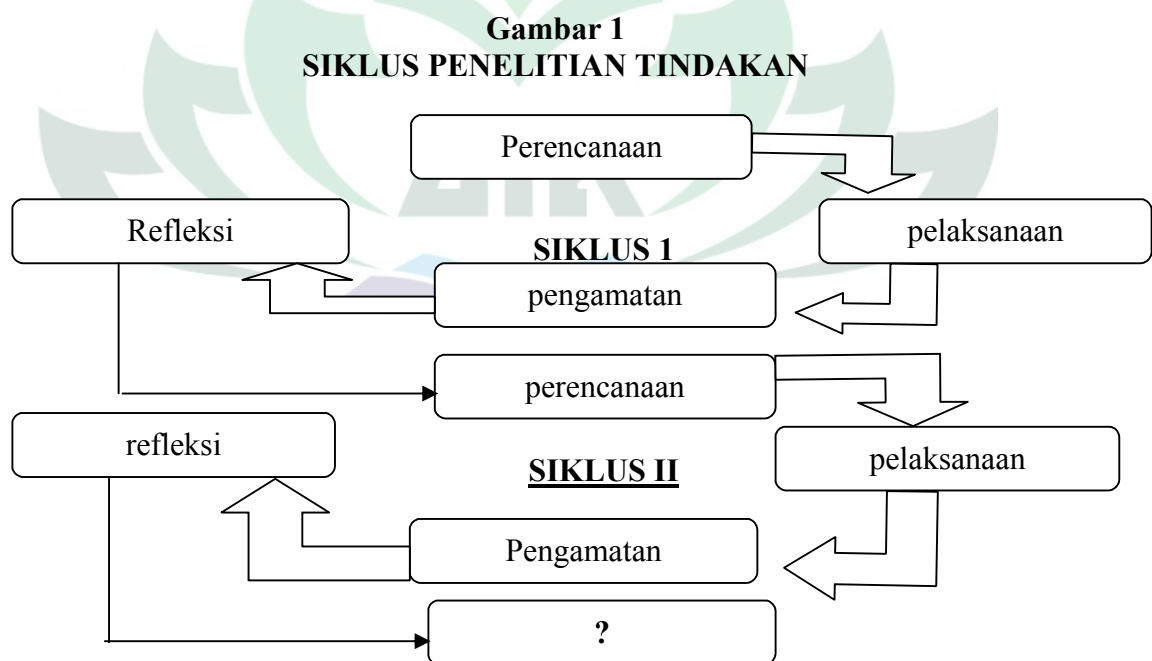 Gambar 1
SIKLUS PENELITIAN TINDAKAN
Perencanaan
Refleksi
pelaksanaan
SIKLUS 1
pengamatan
perencanaan
refleksi
pelaksanaan
SIKLUS II
Pengamatan
?